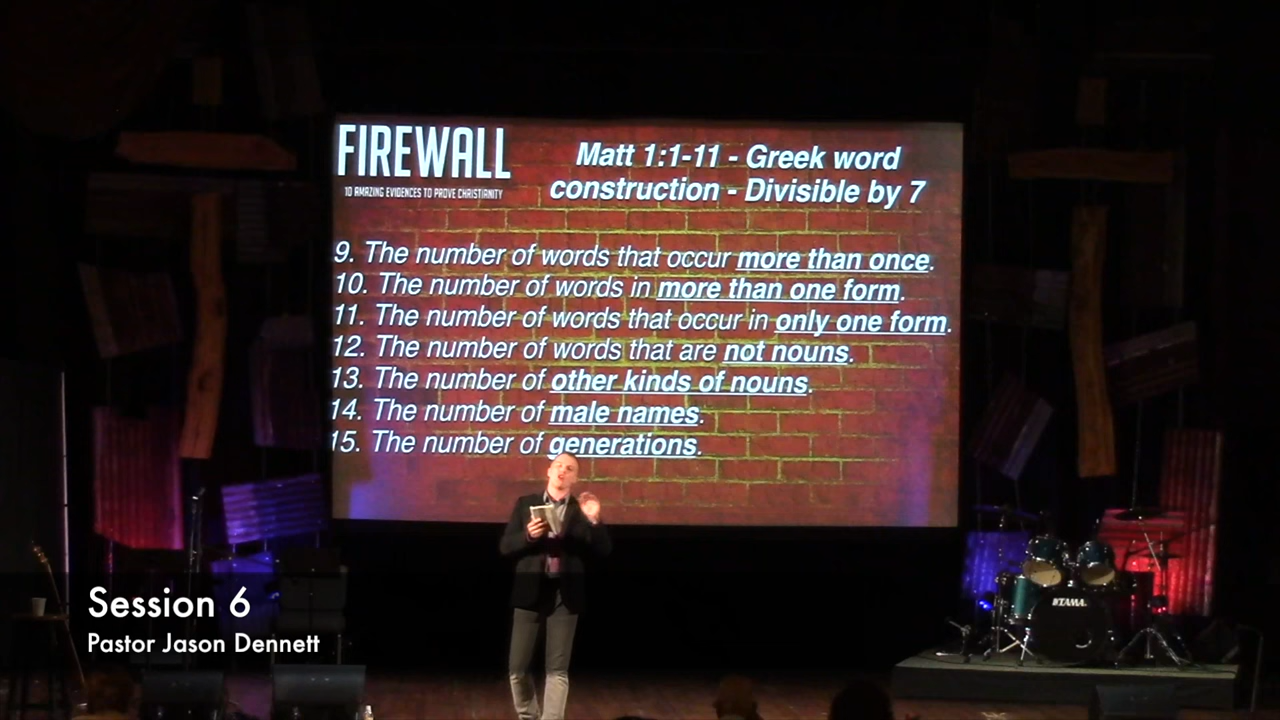 FIREWALL
10 AMAZING EVIDENCES TO PROVE CHRISTIANITY
Matt 1:1-11 - Greek word
construction - Divisible by 7
9. The number of words that occur more than once.
10. The number of words in more than one form.
11. The number of words that occur in only one form.
12. The number of words that are not nouns.
13. The number of other kinds of nouns.
14. The number of male names.
15. The number of generations.
Session 6
Pastor Jason Dennett
TAMA